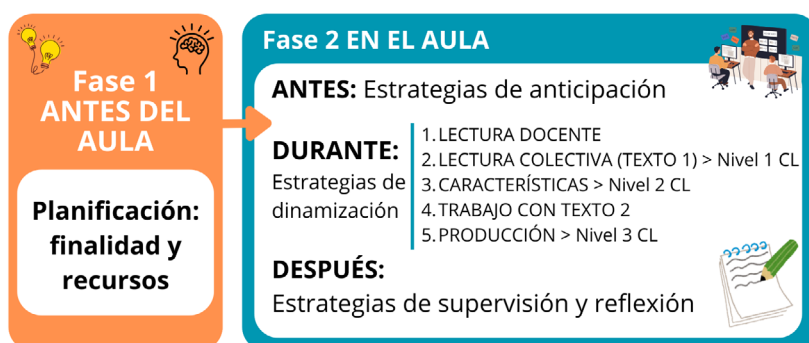 Fase 1
ANTES DEL
AULA
Planificación:
finalidad y
recursos
Fase 2 EN EL AULA
ANTES: Estrategias de anticipación
DURANTE:
Estrategias de
dinamización
1. LECTURA DOCENTE
2. LECTURA COLECTIVA (TEXTO 1) > Nivel 1 CL
3. CARACTERÍSTICAS > Nivel 2 CL
4. TRABAJO CON TEXTO 2
5. PRODUCCIÓN > Nivel 3 CL
DESPUÉS:
Estrategias de supervisión y reflexión